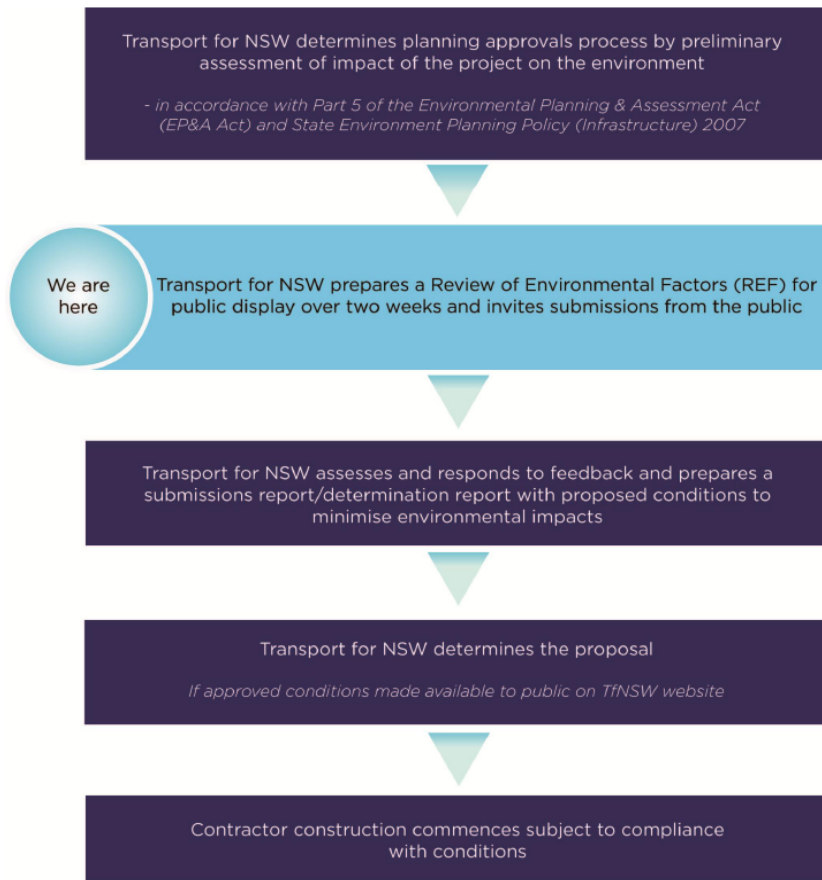 Transport for NSW determines planning approvals process by preliminary
assessment of impact of the project on the environment
- in accordance with Part 5 of the Environmental Planning & Assessment Act
(EP&A Act) and State Environment Planning Policy (Infrastructure) 2007
We are
here
Transport for NSW prepares a Review of Environmental Factors (REF) for
public display over two weeks and invites submissions from the public
Transport for NSW assesses and responds to feedback and prepares a
submissions report/determination report with proposed conditions to
minimise environmental impacts
Transport for NSW determines the proposal
If approved conditions made available to public on TfNSW website
Contractor construction commences subject to compliance
with conditions